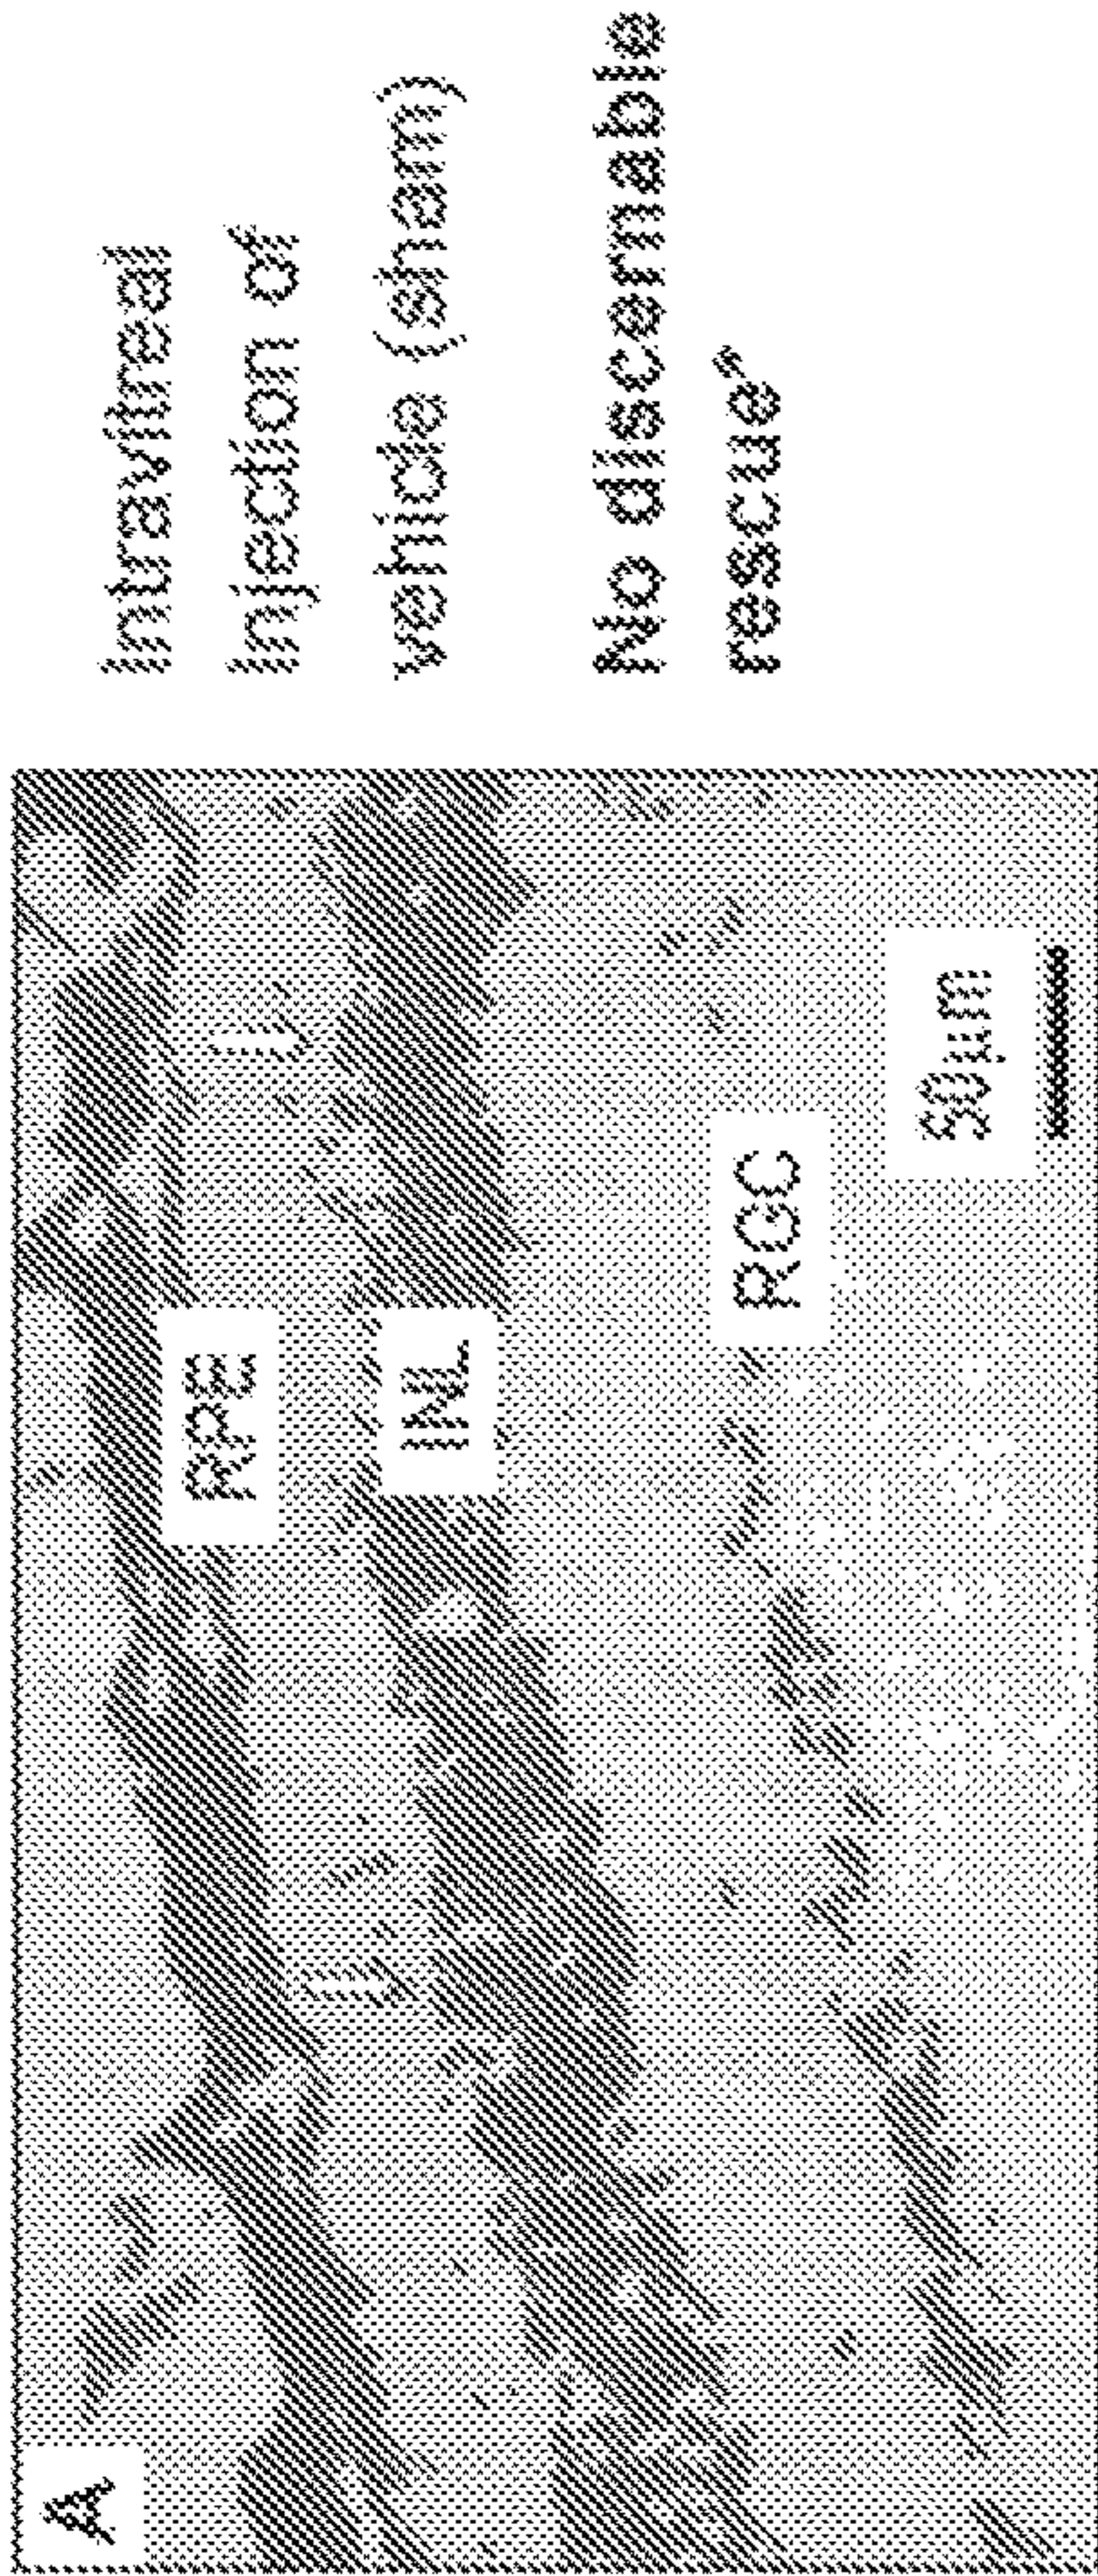 A
RPE
INL
RGC
50µm
Intravitreal
Injection of
vehicle (sham)
No discernable
rescue"